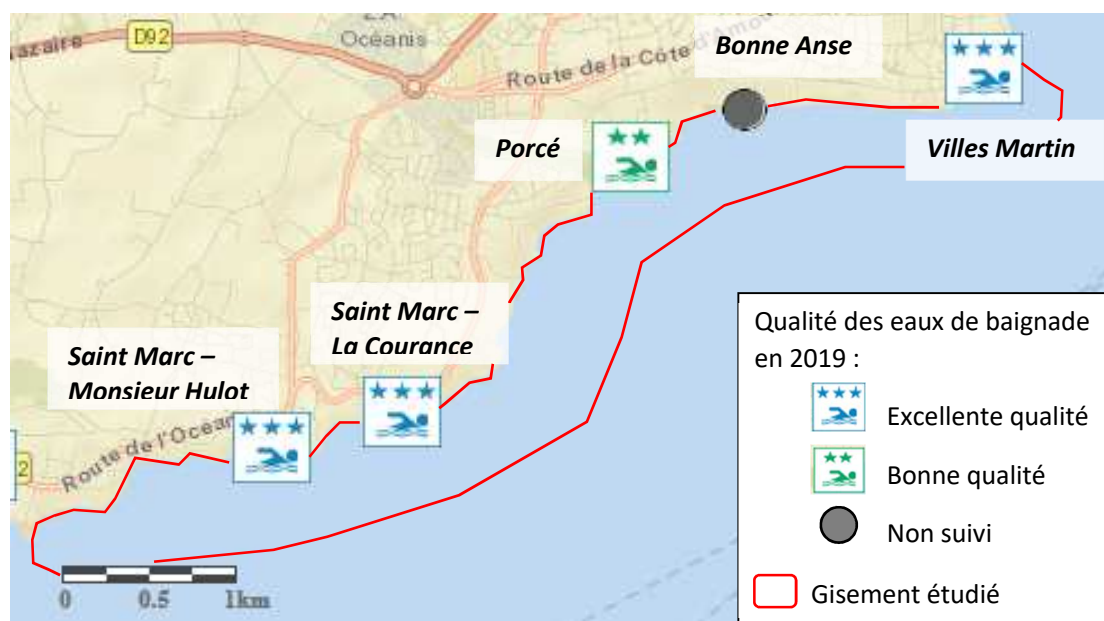 D92
Océanis
Route de la Côte d'Amour
Bonne Anse
Porcé
Villes Martin
Saint Marc –
La Courance
Saint Marc –
Monsieur Hulot
Route de l'Océan
2
0 0.5 1km
Qualité des eaux de baignade
en 2019 :
Excellente qualité
Bonne qualité
Non suivi
Gisement étudié